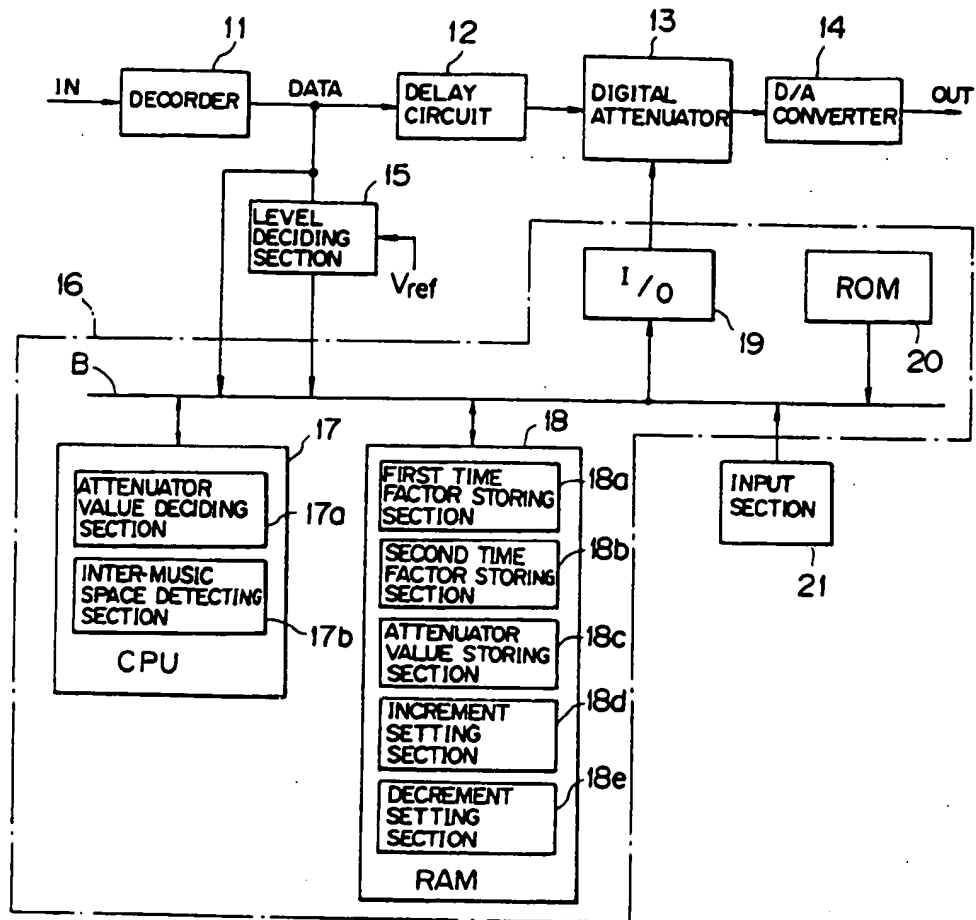 11
12
13
14
IN
DECORDER
DATA
DELAY
CIRCUIT
DIGITAL
ATTENUATOR
D/A
CONVERTER
OUT
15
LEVEL
DECIDING
SECTION
Vref
16
I/O
19
ROM
20
B
17
ATTENUATOR
VALUE DECIDING
SECTION
17a
INTER-MUSIC
SPACE DETECTING
SECTION
17b
CPU
18
FIRST TIME
FACTOR STORING
SECTION
18a
SECOND TIME
FACTOR STORING
SECTION
18b
ATTENUATOR
VALUE STORING
SECTION
18c
INCREMENT
SETTING
SECTION
18d
DECREMENT
SETTING
SECTION
18e
RAM
INPUT
SECTION
21